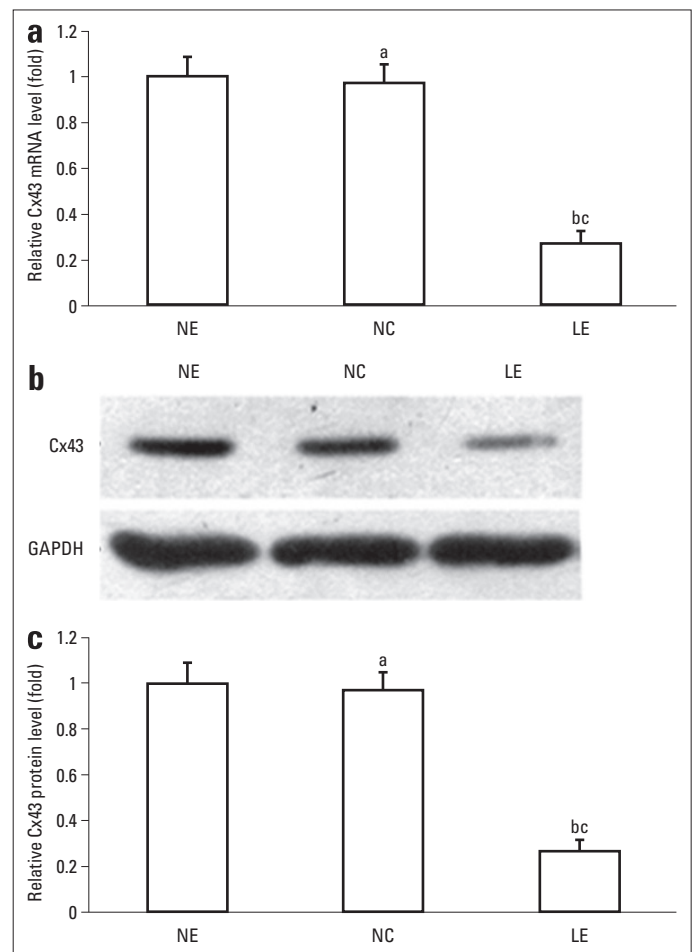 a
Relative Cx43 mRNA level (fold)
1.2
1
0.8
0.6
0.4
0.2
0
a
bc
NE NC LE
b
NE NC LE
Cx43
GAPDH
c
Relative Cx43 protein level (fold)
1.2
1
0.8
0.6
0.4
0.2
0
a
bc
NE NC LE